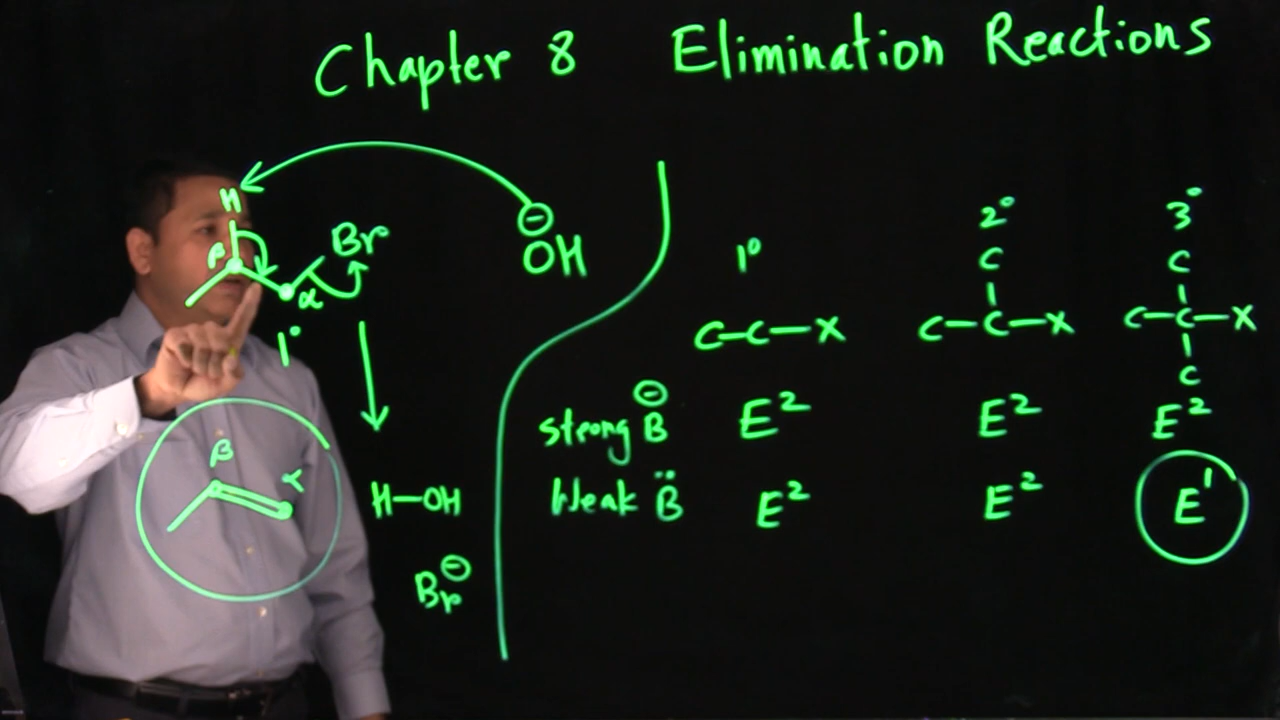 Chapter 8 Elimination Reactions
H
β
Br
α
1°
⊖
OH
β
α
H—OH
Br⊖
1° 2° 3°
C C
C—C—X C—C—X C—C—X
C
strong B⊖ E2 E2 E2
Weak B̈ E2 E2 E1